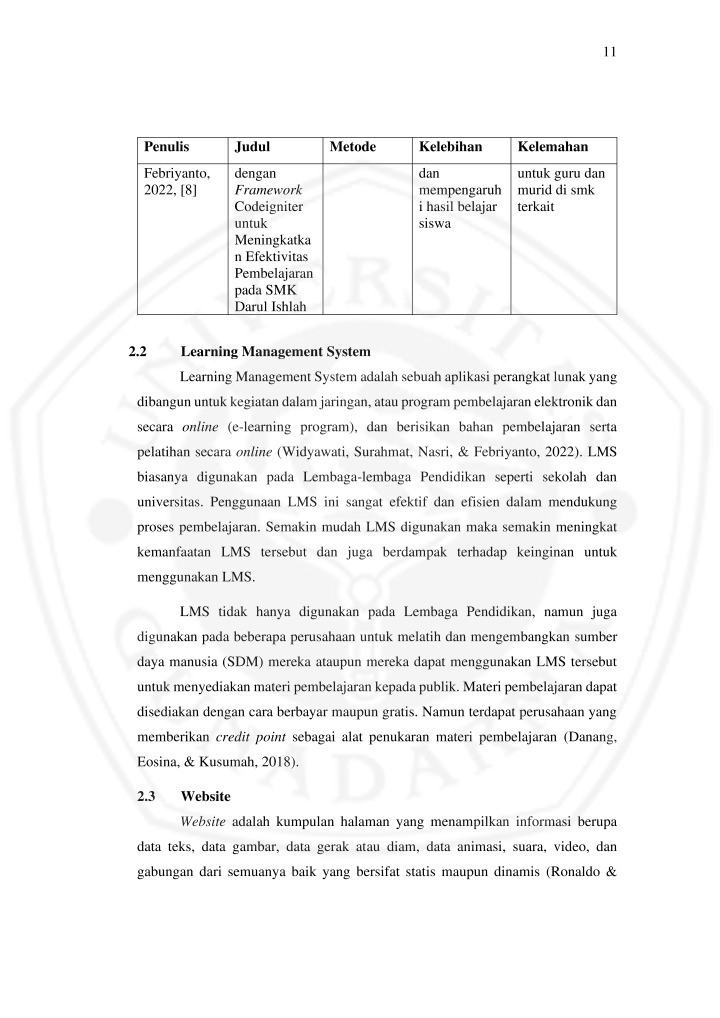 11
Penulis Judul Metode Kelebihan Kelemahan
Febriyanto, dengan dan untuk guru dan
2022, [8] Framework mempengaruh murid di smk
Codeigniter i hasil belajar terkait
untuk siswa
Meningkatka
n Efektivitas
Pembelajaran
pada SMK
Darul Ishlah
2.2 Learning Management System
Learning Management System adalah sebuah aplikasi perangkat lunak yang
dibangun untuk kegiatan dalam jaringan, atau program pembelajaran elektronik dan
secara online (e-learning program), dan berisikan bahan pembelajaran serta
pelatihan secara online (Widyawati, Surahmat, Nasri, & Febriyanto, 2022). LMS
biasanya digunakan pada Lembaga-lembaga Pendidikan seperti sekolah dan
universitas. Penggunaan LMS ini sangat efektif dan efisien dalam mendukung
proses pembelajaran. Semakin mudah LMS digunakan maka semakin meningkat
kemanfaatan LMS tersebut dan juga berdampak terhadap keinginan untuk
menggunakan LMS.
LMS tidak hanya digunakan pada Lembaga Pendidikan, namun juga
digunakan pada beberapa perusahaan untuk melatih dan mengembangkan sumber
daya manusia (SDM) mereka ataupun mereka dapat menggunakan LMS tersebut
untuk menyediakan materi pembelajaran kepada publik. Materi pembelajaran dapat
disediakan dengan cara berbayar maupun gratis. Namun terdapat perusahaan yang
memberikan credit point sebagai alat penukaran materi pembelajaran (Danang,
Eosina, & Kusumah, 2018).
2.3 Website
Website adalah kumpulan halaman yang menampilkan informasi berupa
data teks, data gambar, data gerak atau diam, data animasi, suara, video, dan
gabungan dari semuanya baik yang bersifat statis maupun dinamis (Ronaldo &
UNIVERSITAS
GUNADARMA